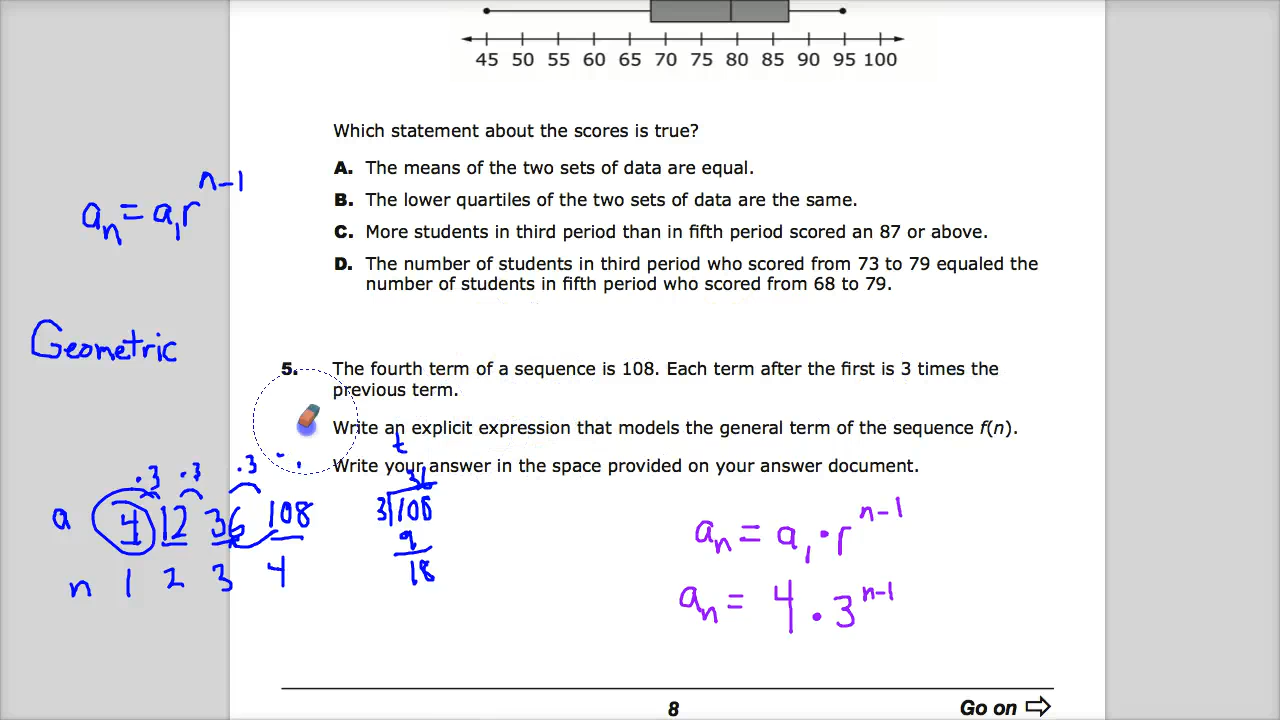 45 50 55 60 65 70 75 80 85 90 95 100
Which statement about the scores is true?
A. The means of the two sets of data are equal.
B. The lower quartiles of the two sets of data are the same.
C. More students in third period than in fifth period scored an 87 or above.
D. The number of students in third period who scored from 73 to 79 equaled the
number of students in fifth period who scored from 68 to 79.
aₙ = a₁rⁿ⁻¹
Geometric
5. The fourth term of a sequence is 108. Each term after the first is 3 times the
previous term.
Write an explicit expression that models the general term of the sequence f(n).
Write your answer in the space provided on your answer document.
t
·3 ·3 ·3
a 4 12 36 108
n 1 2 3 4
36
3 108
9
18
aₙ = a₁ · rⁿ⁻¹
aₙ = 4 · 3ⁿ⁻¹
8
Go on